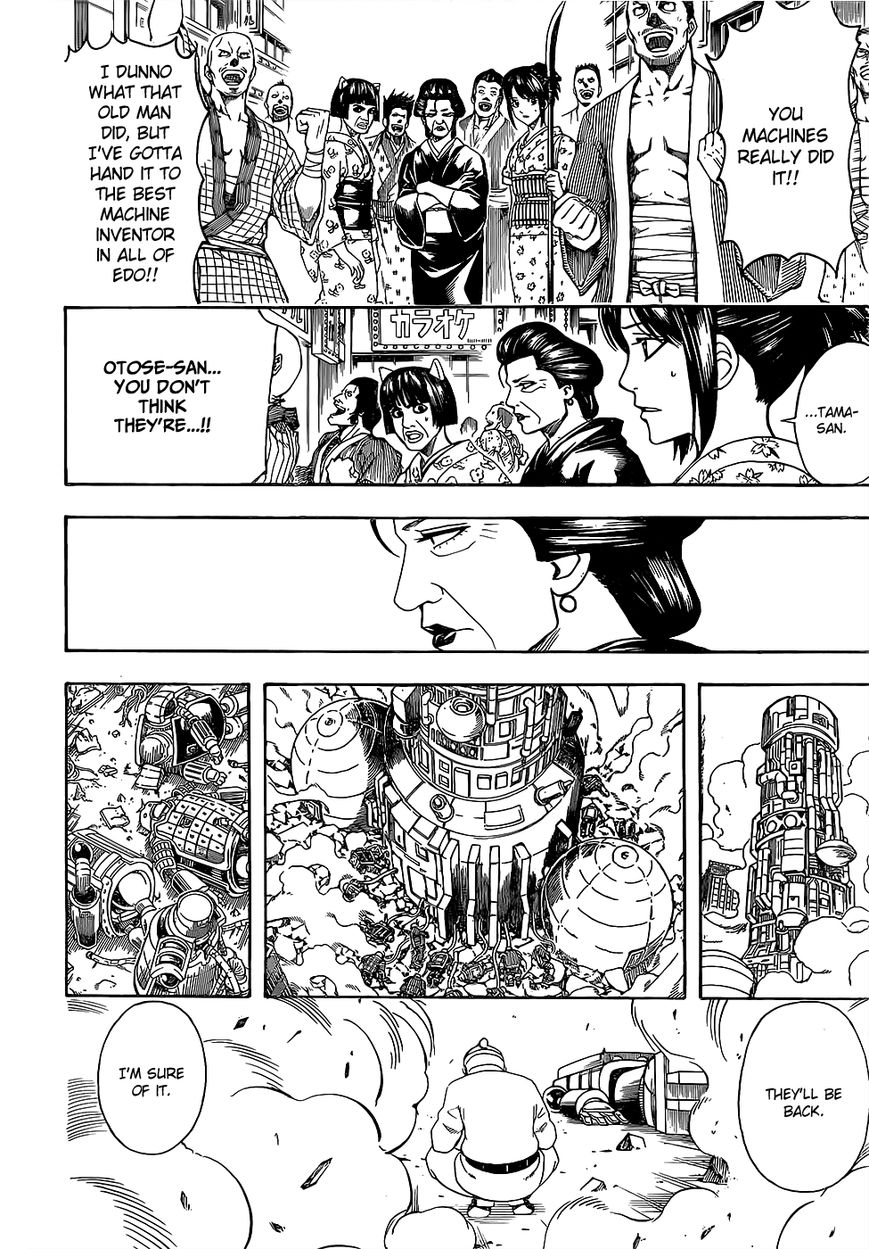 YOU
MACHINES
REALLY DID
IT!!
I DUNNO
WHAT THAT
OLD MAN
DID, BUT
I'VE GOTTA
HAND IT TO
THE BEST
MACHINE
INVENTOR
IN ALL OF
EDO!!
...TAMA-
SAN.
カラオケ
OTOSE-SAN...
YOU DON'T
THINK
THEY'RE...!!
THEY'LL BE
BACK.
I'M SURE
OF IT.